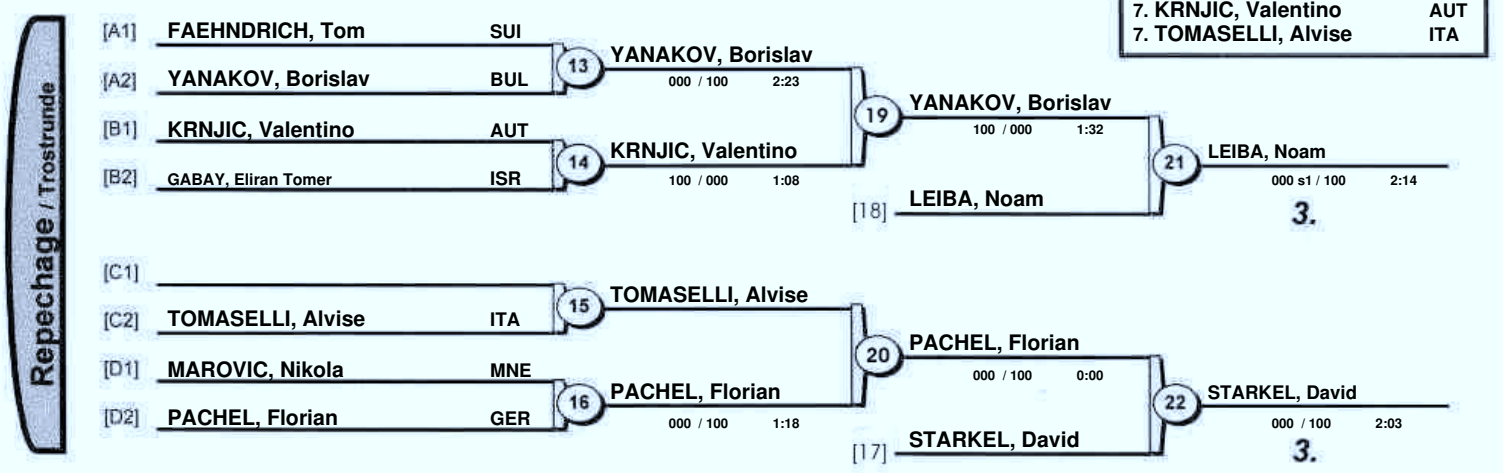 7. KRNJIC, Valentino AUT
7. TOMASELLI, Alvise ITA
Repechage / Trostrunde
[A1] FAEHNDRICH, Tom SUI
13 YANAKOV, Borislav
000 / 100 2:23
[A2] YANAKOV, Borislav BUL
19 YANAKOV, Borislav
100 / 000 1:32
[B1] KRNJIC, Valentino AUT
14 KRNJIC, Valentino
100 / 000 1:08
[B2] GABAY, Eliran Tomer ISR
21 LEIBA, Noam
000 s1 / 100 2:14
3.
[18] LEIBA, Noam
[C1]
15 TOMASELLI, Alvise
[C2] TOMASELLI, Alvise ITA
20 PACHEL, Florian
000 / 100 0:00
[D1] MAROVIC, Nikola MNE
16 PACHEL, Florian
000 / 100 1:18
[D2] PACHEL, Florian GER
22 STARKEL, David
000 / 100 2:03
3.
[17] STARKEL, David